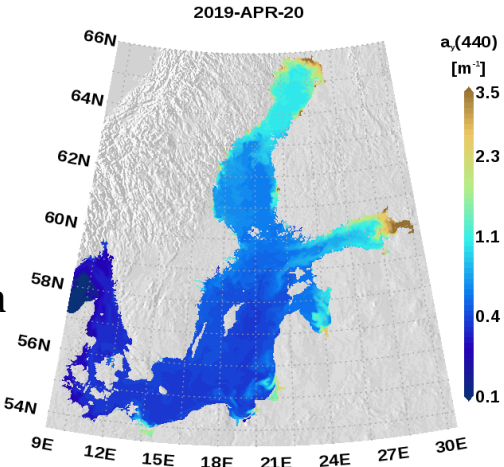 2019-APR-20
aᵧ(440)
[m⁻¹]
66N
64N
62N
60N
58N
56N
54N
9E
12E
15E
18E
21E
24E
27E
30E
3.5
2.3
1.1
0.4
0.1